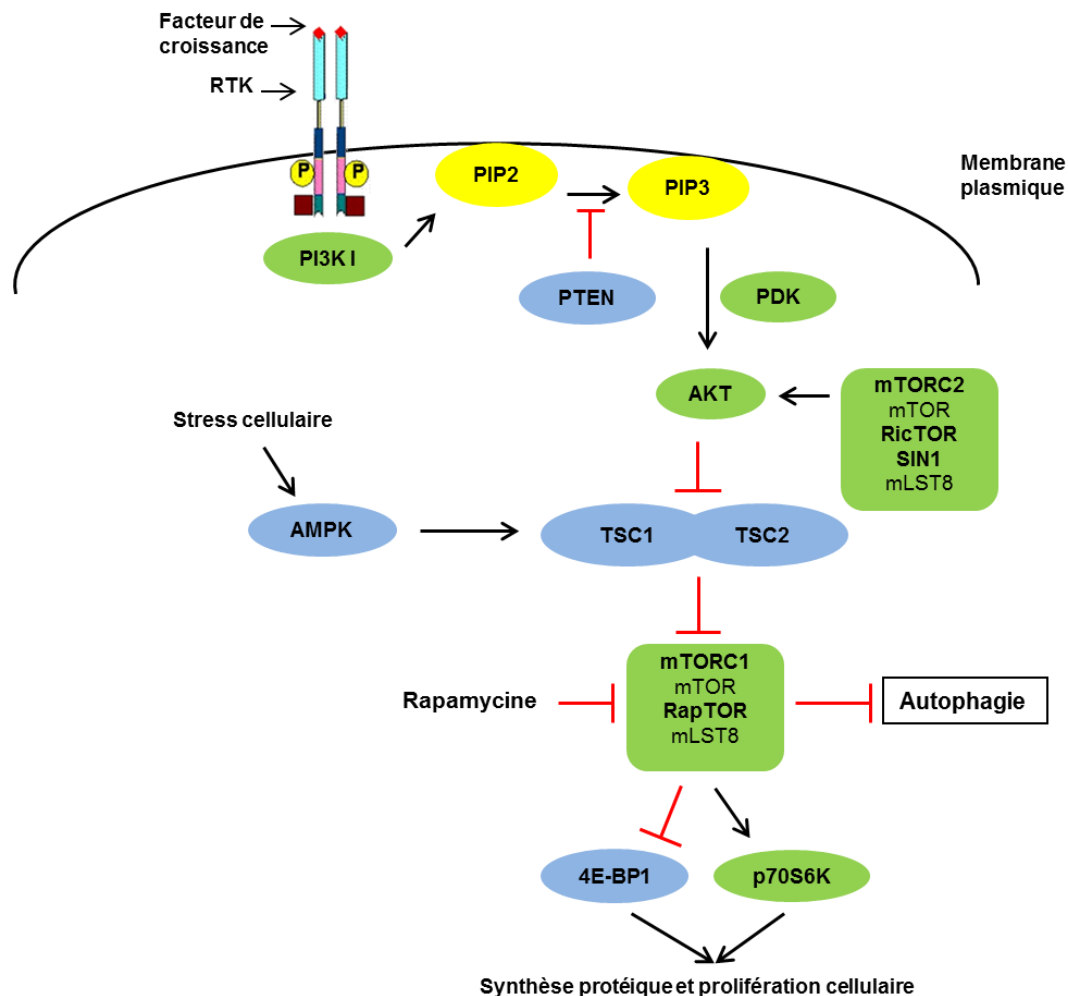 Facteur de
croissance
RTK
P
P
PIP2
PIP3
Membrane
plasmique
PI3K I
PTEN
PDK
AKT
mTORC2
mTOR
RicTOR
SIN1
mLST8
Stress cellulaire
AMPK
TSC1
TSC2
mTORC1
mTOR
RapTOR
mLST8
Rapamycine
Autophagie
4E-BP1
p70S6K
Synthèse protéique et prolifération cellulaire